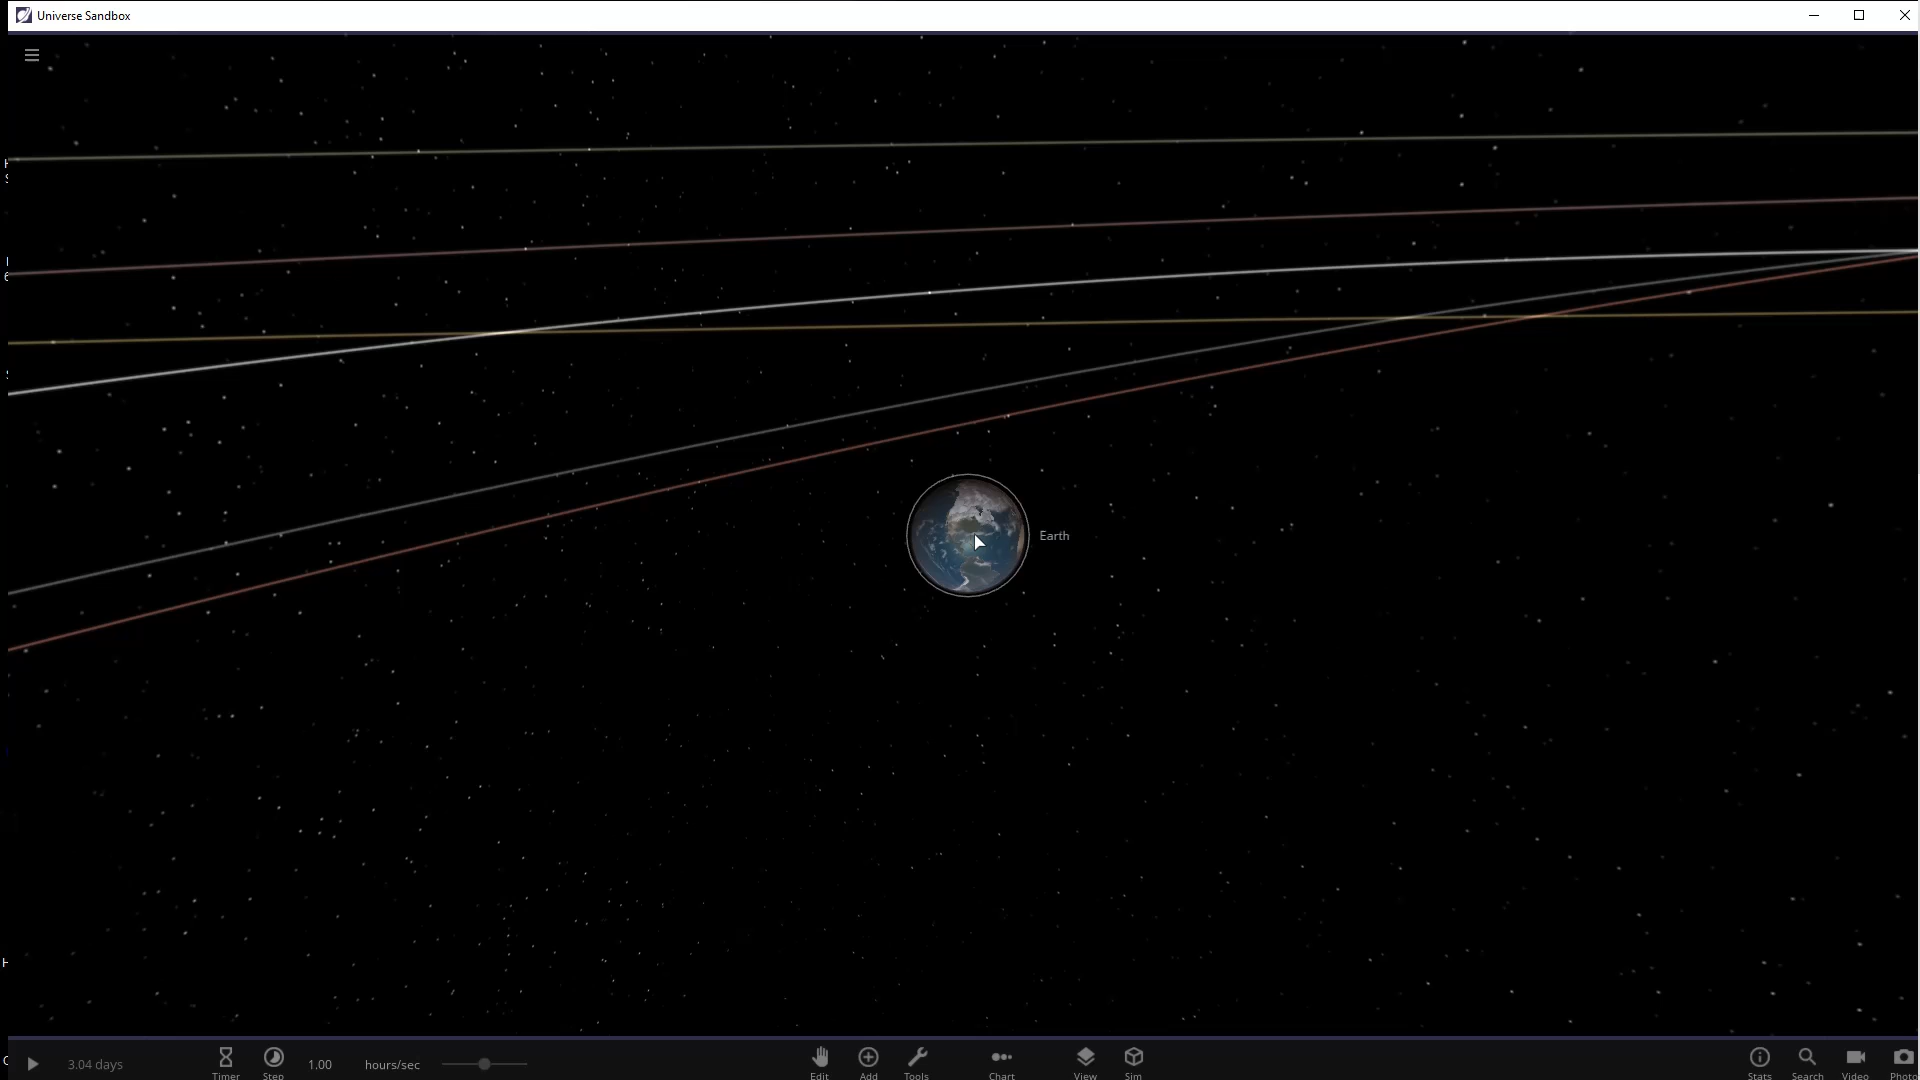 Universe Sandbox
Earth
3.04 days
Timer
Step
1.00
hours/sec
Edit
Add
Tools
Chart
View
Sim
Stats
Search
Video
Photo